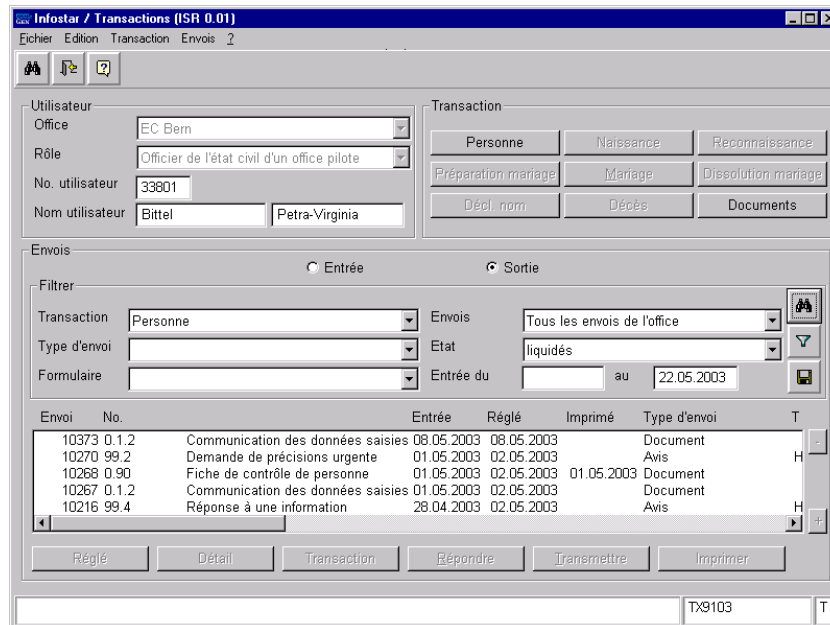 Infostar / Transactions (ISR 0.01)
Fichier Edition Transaction Envois ?
Utilisateur
Office EC Bern
Rôle Officier de l'état civil d'un office pilote
No. utilisateur 33801
Nom utilisateur Bittel Petra-Virginia
Transaction
Personne Naissance Reconnaissance
Préparation mariage Mariage Dissolution mariage
Décl. nom Décès Documents
Envois
Entrée Sortie
Filtrer
Transaction Personne Envois Tous les envois de l'office
Type d'envoi Etat liquidés
Formulaire Entrée du au 22.05.2003
Envoi No. Entrée Réglé Imprimé Type d'envoi T
10373 0.1.2 Communication des données saisies 08.05.2003 08.05.2003 Document
10270 99.2 Demande de précisions urgente 01.05.2003 02.05.2003 Avis H
10268 0.90 Fiche de contrôle de personne 01.05.2003 02.05.2003 01.05.2003 Document
10267 0.1.2 Communication des données saisies 01.05.2003 02.05.2003 Document
10216 99.4 Réponse à une information 28.04.2003 02.05.2003 Avis H
Réglé Détail Transaction Répondre Transmettre Imprimer
TX9103 T